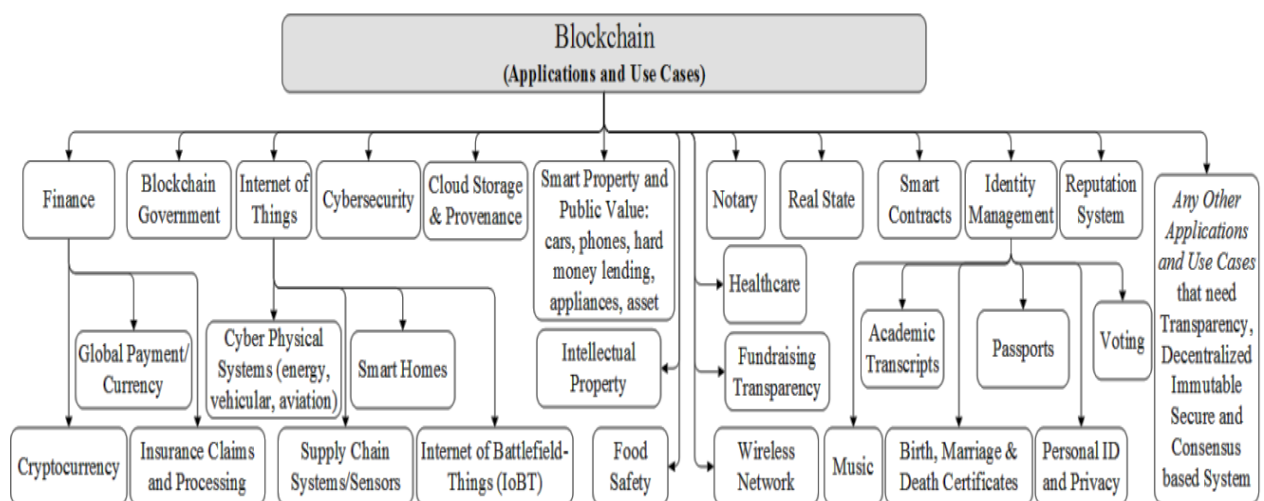 Blockchain
(Applications and Use Cases)
Finance
Blockchain
Government
Internet of
Things
Cybersecurity
Cloud Storage
& Provenance
Smart Property and
Public Value:
cars, phones, hard
money lending,
appliances, asset
Notary
Real State
Smart
Contracts
Identity
Management
Reputation
System
Any Other
Applications
and Use Cases
that need
Transparency,
Decentralized
Immutable
Secure and
Consensus
based System
Healthcare
Global Payment/
Currency
Cyber Physical
Systems (energy,
vehicular, aviation)
Smart Homes
Intellectual
Property
Fundraising
Transparency
Academic
Transcripts
Passports
Voting
Cryptocurrency
Insurance Claims
and Processing
Supply Chain
Systems/Sensors
Internet of Battlefield-
Things (IoBT)
Food
Safety
Wireless
Network
Music
Birth, Marriage &
Death Certificates
Personal ID
and Privacy